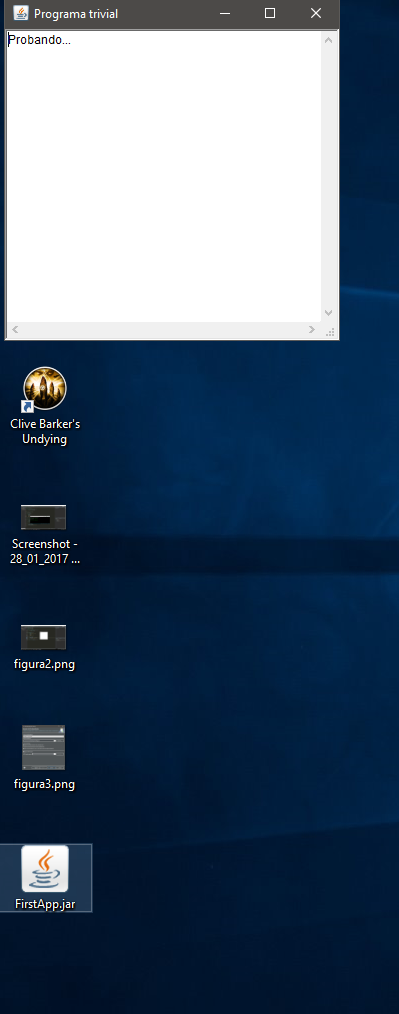 Programa trivial
Probando...
Clive Barker's
Undying
Screenshot -
28_01_2017 ...
figura2.png
figura3.png
FirstApp.jar